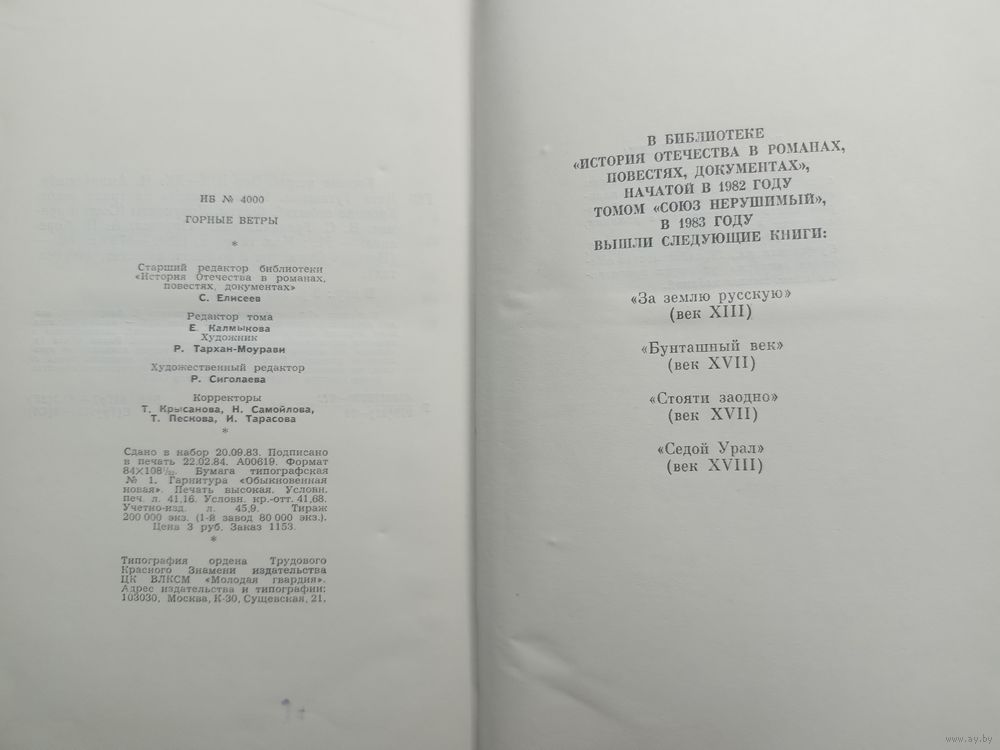 ИБ № 4000
ГОРНЫЕ ВЕТРЫ
*
Старший редактор библиотеки
«История Отечества в романах,
повестях, документах»
С. Елисеев
Редактор тома
Е. Калмыкова
Художник
Р. Тархан-Моурави
Художественный редактор
Р. Сиголаева
Корректоры
Т. Крысанова, Н. Самойлова,
Т. Пескова, И. Тарасова
*
Сдано в набор 20.09.83. Подписано
в печать 22.02.84. А00619. Формат
84×108¹/₃₂. Бумага типографская
№ 1. Гарнитура «Обыкновенная
новая». Печать высокая. Условн.
печ. л. 41,16. Условн. кр.-отт. 41,68.
Учетно-изд. л. 45,9. Тираж
200 000 экз. (1-й завод 80 000 экз.).
Цена 3 руб. Заказ 1153.
*
Типография ордена Трудового
Красного Знамени издательства
ЦК ВЛКСМ «Молодая гвардия».
Адрес издательства и типографии:
103030, Москва, К-30, Сущевская, 21.
В БИБЛИОТЕКЕ
«ИСТОРИЯ ОТЕЧЕСТВА В РОМАНАХ,
ПОВЕСТЯХ, ДОКУМЕНТАХ»,
НАЧАТОЙ В 1982 ГОДУ
ТОМОМ «СОЮЗ НЕРУШИМЫЙ»,
В 1983 ГОДУ
ВЫШЛИ СЛЕДУЮЩИЕ КНИГИ:
«За землю русскую»
(век XIII)
«Бунташный век»
(век XVII)
«Стояти заодно»
(век XVII)
«Седой Урал»
(век XVIII)
www.ay.by